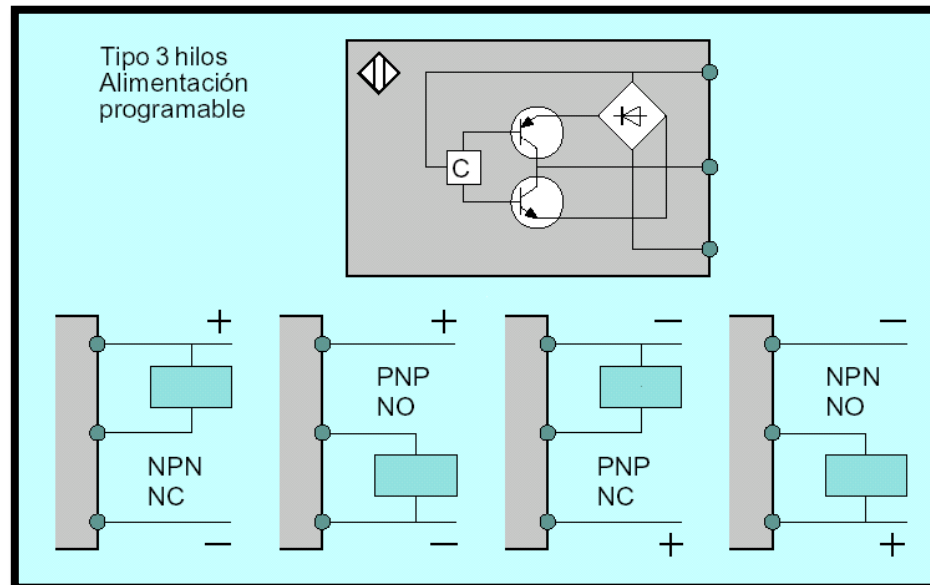 Tipo 3 hilos
Alimentación
programable
C
+
NPN
NC
−
+
PNP
NO
−
−
PNP
NC
+
−
NPN
NO
+